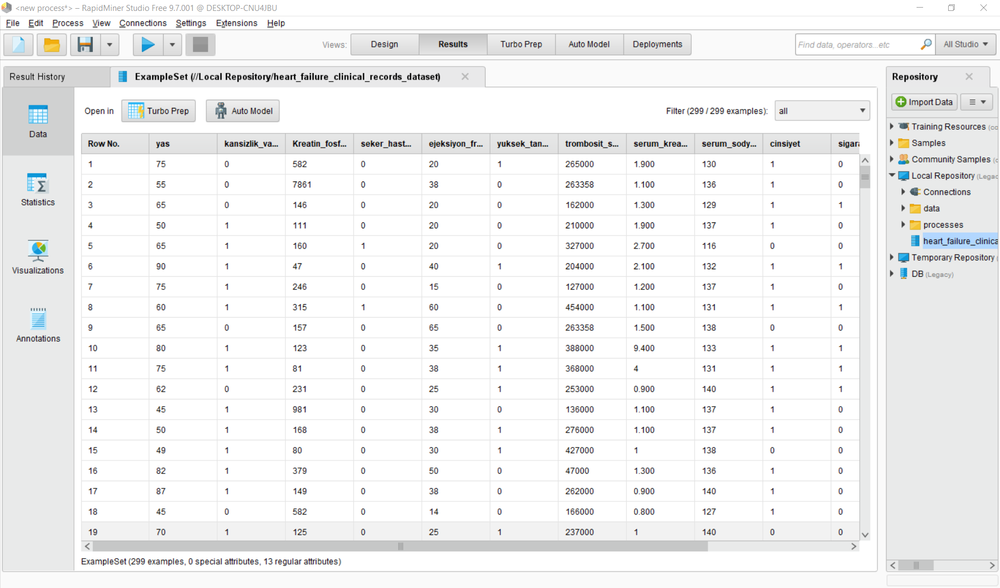 <new process*> – RapidMiner Studio Free 9.7.001 @ DESKTOP-CNU4JBU
File Edit Process View Connections Settings Extensions Help
Views: Design Results Turbo Prep Auto Model Deployments Find data, operators...etc All Studio
Result History ExampleSet (//Local Repository/heart_failure_clinical_records_dataset)
Open in Turbo Prep Auto Model Filter (299 / 299 examples): all
Data
Statistics
Visualizations
Annotations
Row No. yas kansizlik_va... Kreatin_fosf... seker_hast... ejeksiyon_fr... yuksek_tan... trombosit_s... serum_krea... serum_sody... cinsiyet sigara
1 75 0 582 0 20 1 265000 1.900 130 1 0
2 55 0 7861 0 38 0 263358 1.100 136 1 0
3 65 0 146 0 20 0 162000 1.300 129 1 1
4 50 1 111 0 20 0 210000 1.900 137 1 0
5 65 1 160 1 20 0 327000 2.700 116 0 0
6 90 1 47 0 40 1 204000 2.100 132 1 1
7 75 1 246 0 15 0 127000 1.200 137 1 0
8 60 1 315 1 60 0 454000 1.100 131 1 1
9 65 0 157 0 65 0 263358 1.500 138 0 0
10 80 1 123 0 35 1 388000 9.400 133 1 1
11 75 1 81 0 38 1 368000 4 131 1 1
12 62 0 231 0 25 1 253000 0.900 140 1 1
13 45 1 981 0 30 0 136000 1.100 137 1 0
14 50 1 168 0 38 1 276000 1.100 137 1 0
15 49 1 80 0 30 1 427000 1 138 0 0
16 82 1 379 0 50 0 47000 1.300 136 1 0
17 87 1 149 0 38 0 262000 0.900 140 1 0
18 45 0 582 0 14 0 166000 0.800 127 1 0
19 70 1 125 0 25 1 237000 1 140 0 0
ExampleSet (299 examples, 0 special attributes, 13 regular attributes)
Repository
Import Data
Training Resources (co
Samples
Community Samples (c
Local Repository (Legac
Connections
data
processes
heart_failure_clinica
Temporary Repository (
DB (Legacy)